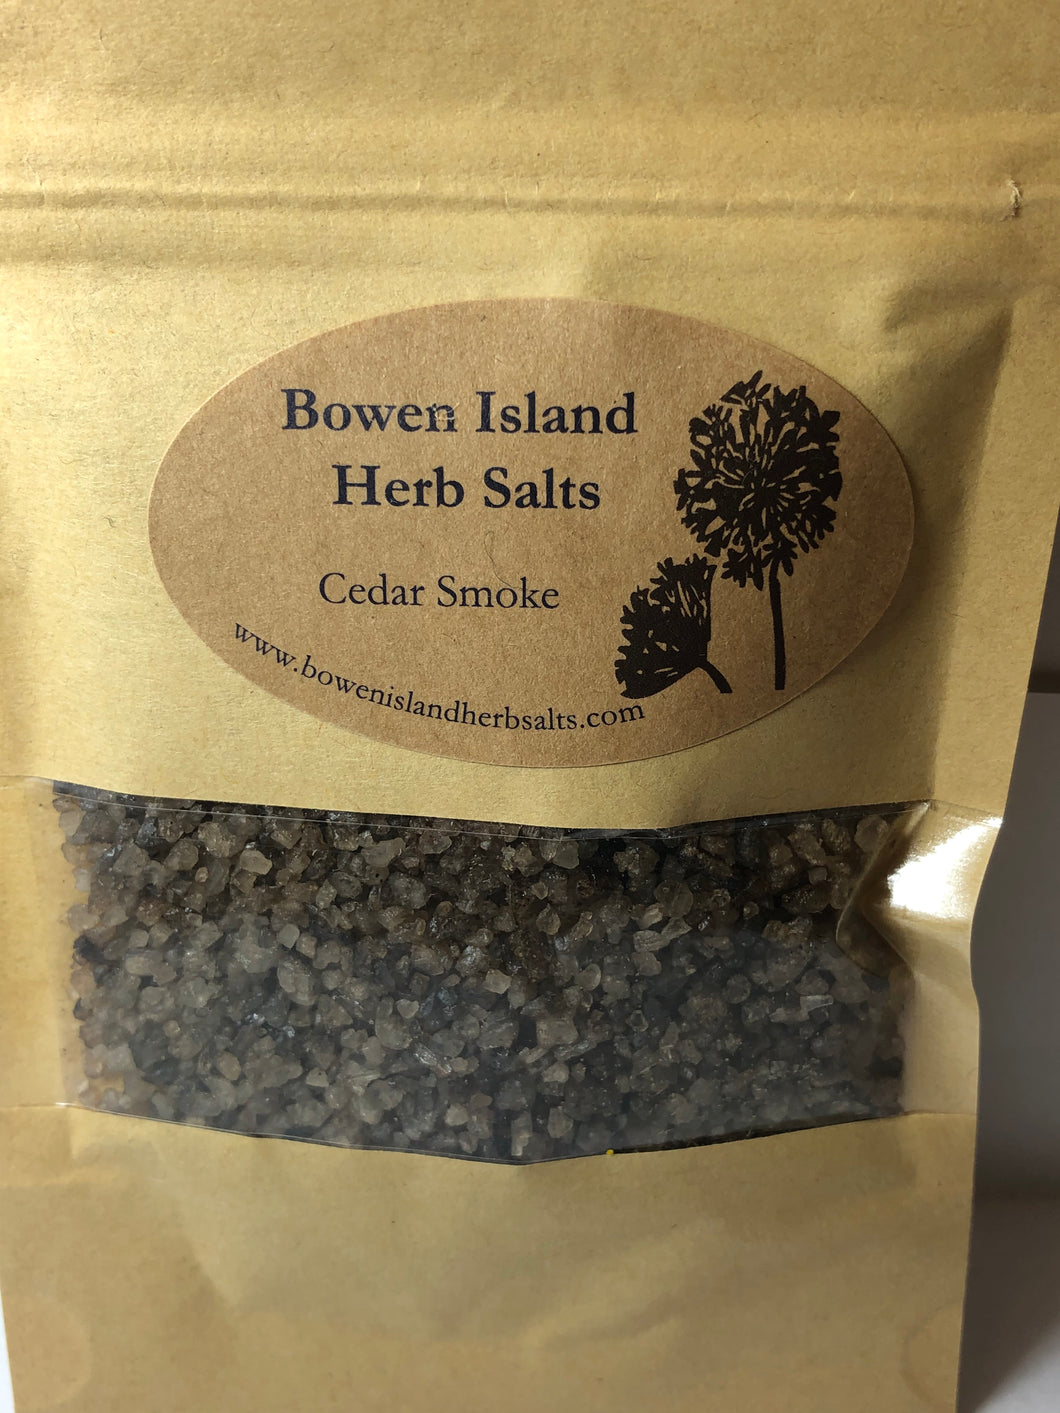 Bowen Island
Herb Salts
Cedar Smoke
www.bowenislandherbsalts.com